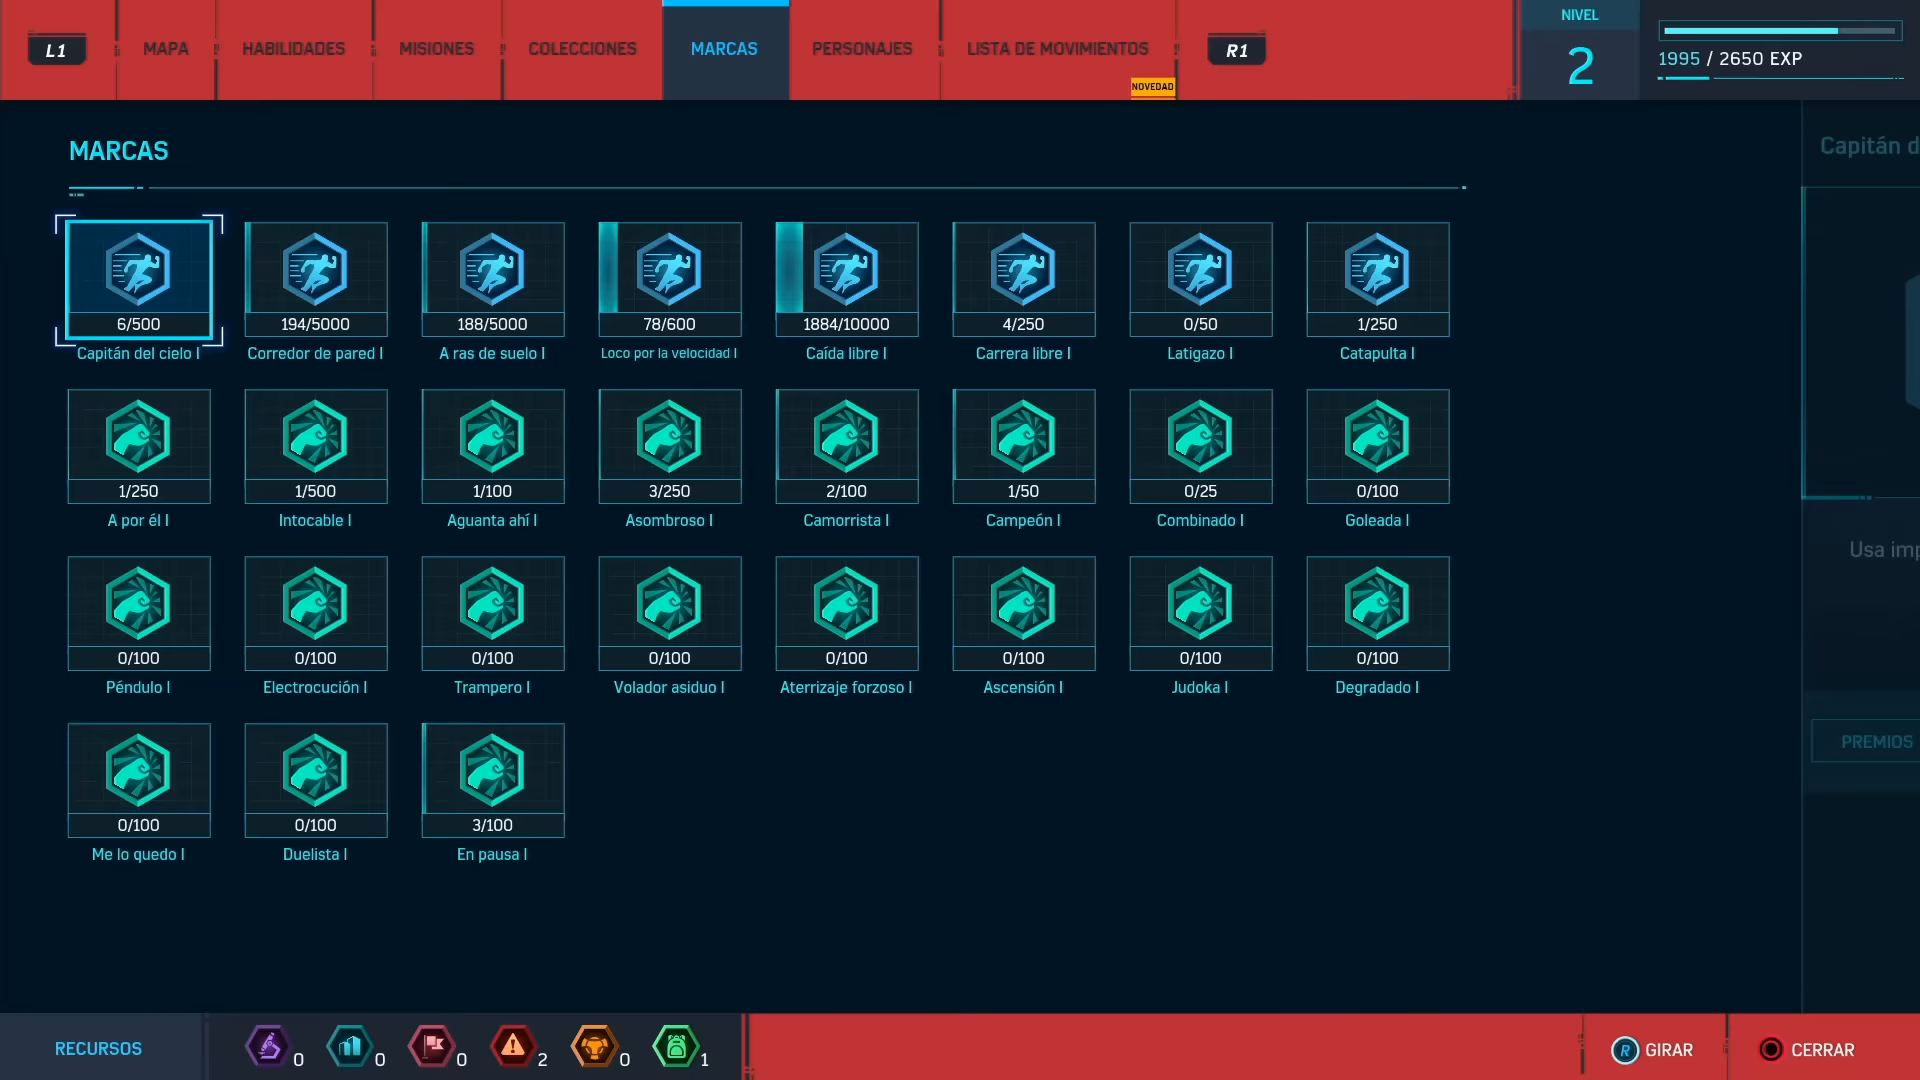 L1 MAPA HABILIDADES MISIONES COLECCIONES MARCAS PERSONAJES LISTA DE MOVIMIENTOS R1
NOVEDAD
NIVEL
2
1995 / 2650 EXP
MARCAS
6/500 194/5000 188/5000 78/600 1884/10000 4/250 0/50 1/250
Capitán del cielo I Corredor de pared I A ras de suelo I Loco por la velocidad I Caída libre I Carrera libre I Latigazo I Catapulta I
1/250 1/500 1/100 3/250 2/100 1/50 0/25 0/100
A por él I Intocable I Aguanta ahí I Asombroso I Camorrista I Campeón I Combinado I Goleada I
0/100 0/100 0/100 0/100 0/100 0/100 0/100 0/100
Péndulo I Electrocución I Trampero I Volador asiduo I Aterrizaje forzoso I Ascensión I Judoka I Degradado I
0/100 0/100 3/100
Me lo quedo I Duelista I En pausa I
Capitán d
Usa imp
PREMIOS
RECURSOS 0 0 0 2 0 1
R GIRAR CERRAR